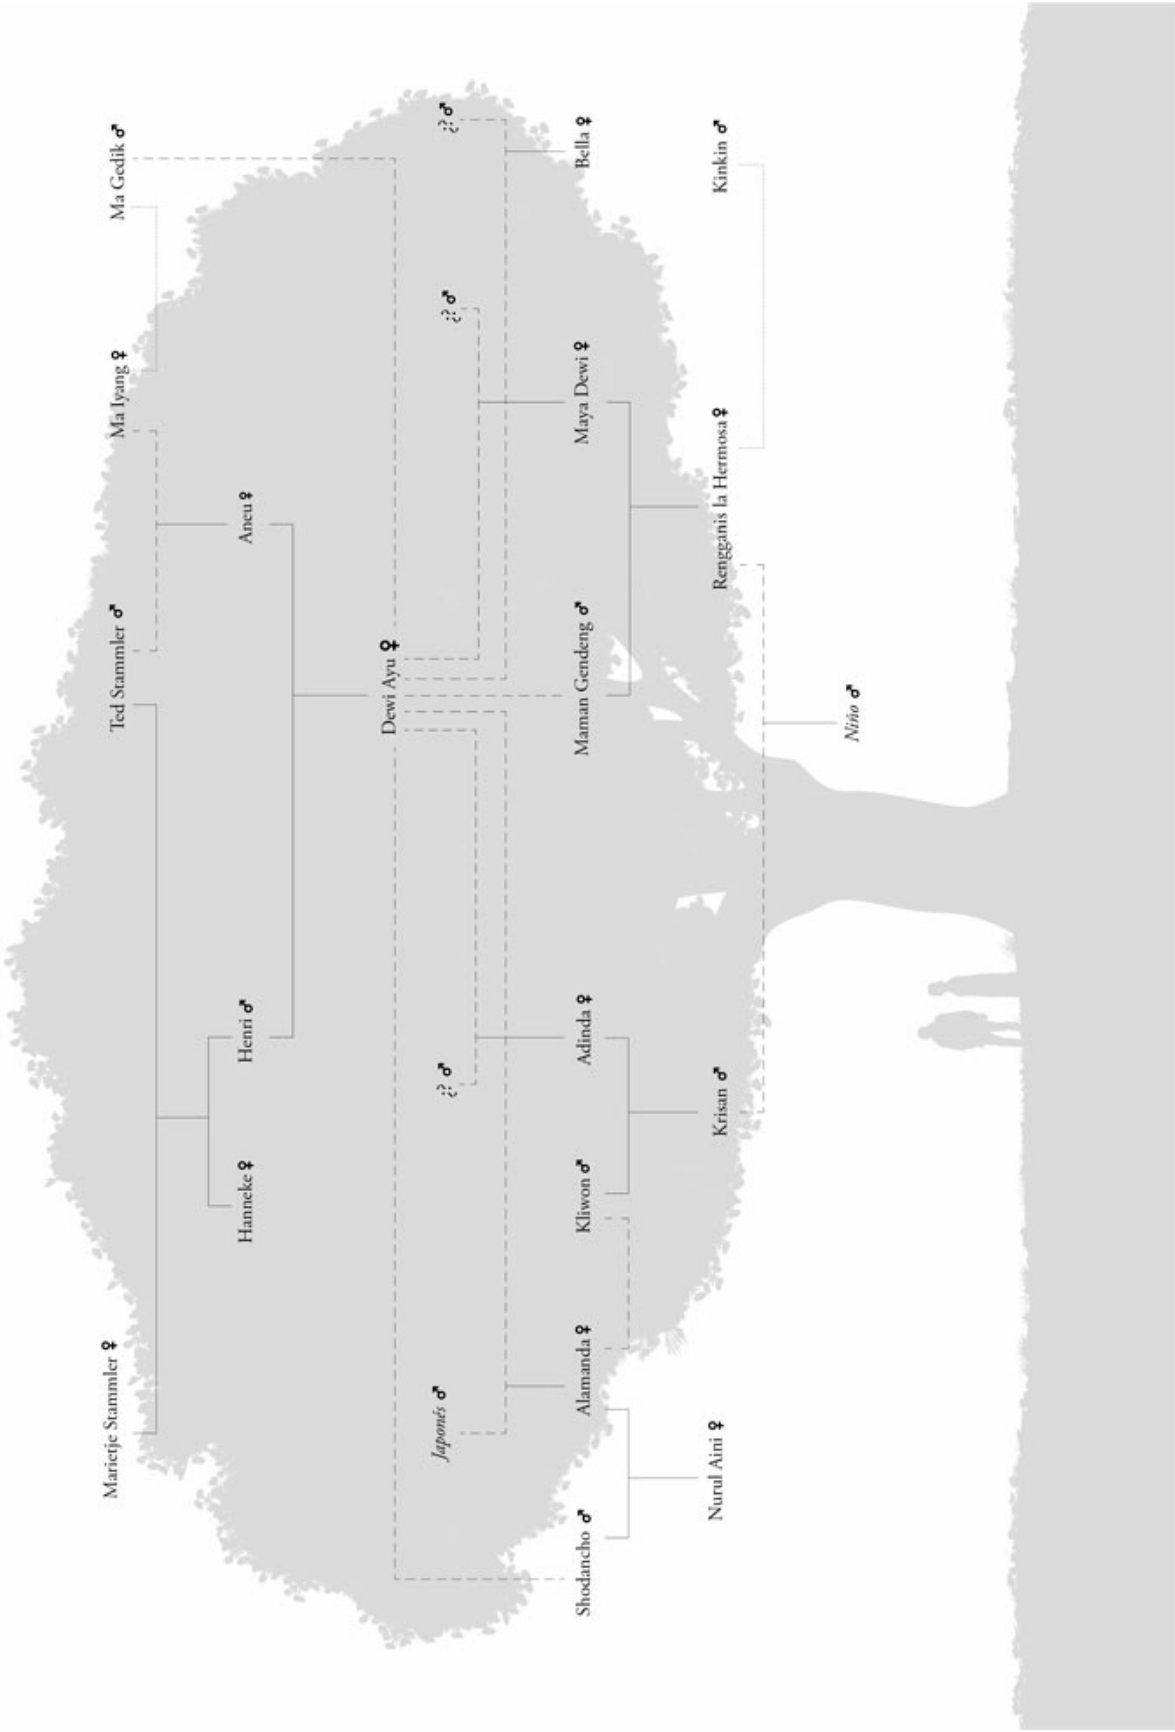 Marietje Stammler ♀
Ted Stammler ♂
Ma Iyang ♀
Ma Gedik ♂
Hanneke ♀
Henri ♂
Aneu ♀
Dewi Ayu ♀
Japonés ♂
¿? ♂
¿? ♂
¿? ♂
Shodancho ♂
Alamanda ♀
Kliwon ♂
Adinda ♀
Maman Gendeng ♂
Maya Dewi ♀
Bella ♀
Nurul Aini ♀
Krisan ♂
Rengganis la Hermosa ♀
Kinkin ♂
Niño ♂